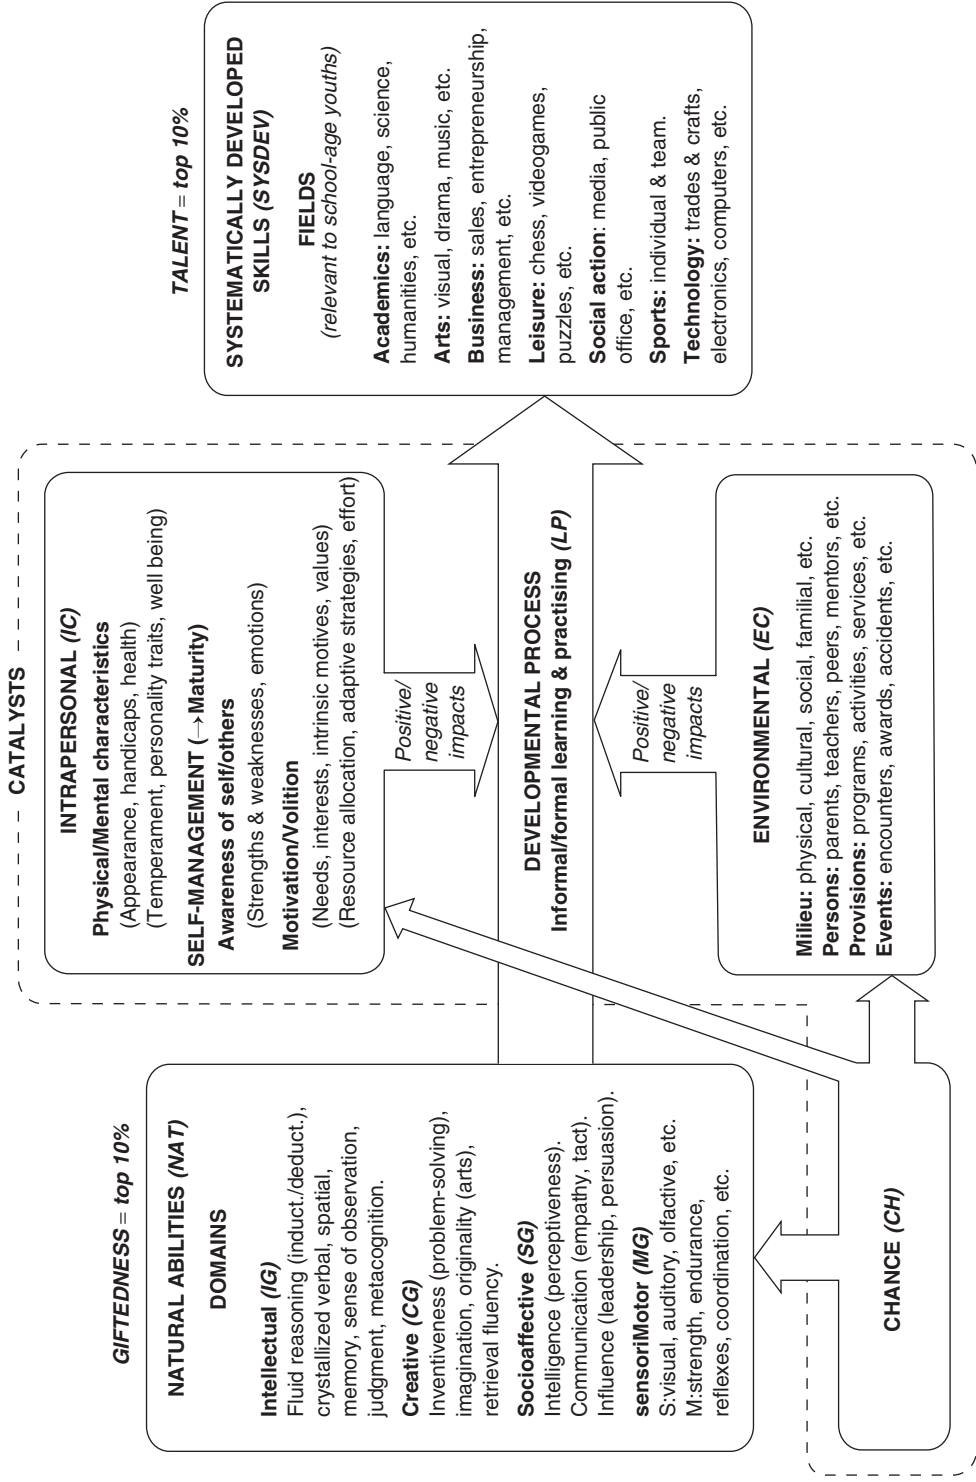 GIFTEDNESS = top 10%
NATURAL ABILITIES (NAT)
DOMAINS
Intellectual (IG)
Fluid reasoning (induct./deduct.),
crystallized verbal, spatial,
memory, sense of observation,
judgment, metacognition.
Creative (CG)
Inventiveness (problem-solving),
imagination, originality (arts),
retrieval fluency.
Socioaffective (SG)
Intelligence (perceptiveness).
Communication (empathy, tact).
Influence (leadership, persuasion).
sensoriMotor (MG)
S:visual, auditory, olfactive, etc.
M:strength, endurance,
reflexes, coordination, etc.
CHANCE (CH)
CATALYSTS
INTRAPERSONAL (IC)
Physical/Mental characteristics
(Appearance, handicaps, health)
(Temperament, personality traits, well being)
SELF-MANAGEMENT (→Maturity)
Awareness of self/others
(Strengths & weaknesses, emotions)
Motivation/Volition
(Needs, interests, intrinsic motives, values)
(Resource allocation, adaptive strategies, effort)
Positive/
negative
impacts
DEVELOPMENTAL PROCESS
Informal/formal learning & practising (LP)
Positive/
negative
impacts
ENVIRONMENTAL (EC)
Milieu: physical, cultural, social, familial, etc.
Persons: parents, teachers, peers, mentors, etc.
Provisions: programs, activities, services, etc.
Events: encounters, awards, accidents, etc.
TALENT = top 10%
SYSTEMATICALLY DEVELOPED
SKILLS (SYSDEV)
FIELDS
(relevant to school-age youths)
Academics: language, science,
humanities, etc.
Arts: visual, drama, music, etc.
Business: sales, entrepreneurship,
management, etc.
Leisure: chess, videogames,
puzzles, etc.
Social action: media, public
office, etc.
Sports: individual & team.
Technology: trades & crafts,
electronics, computers, etc.